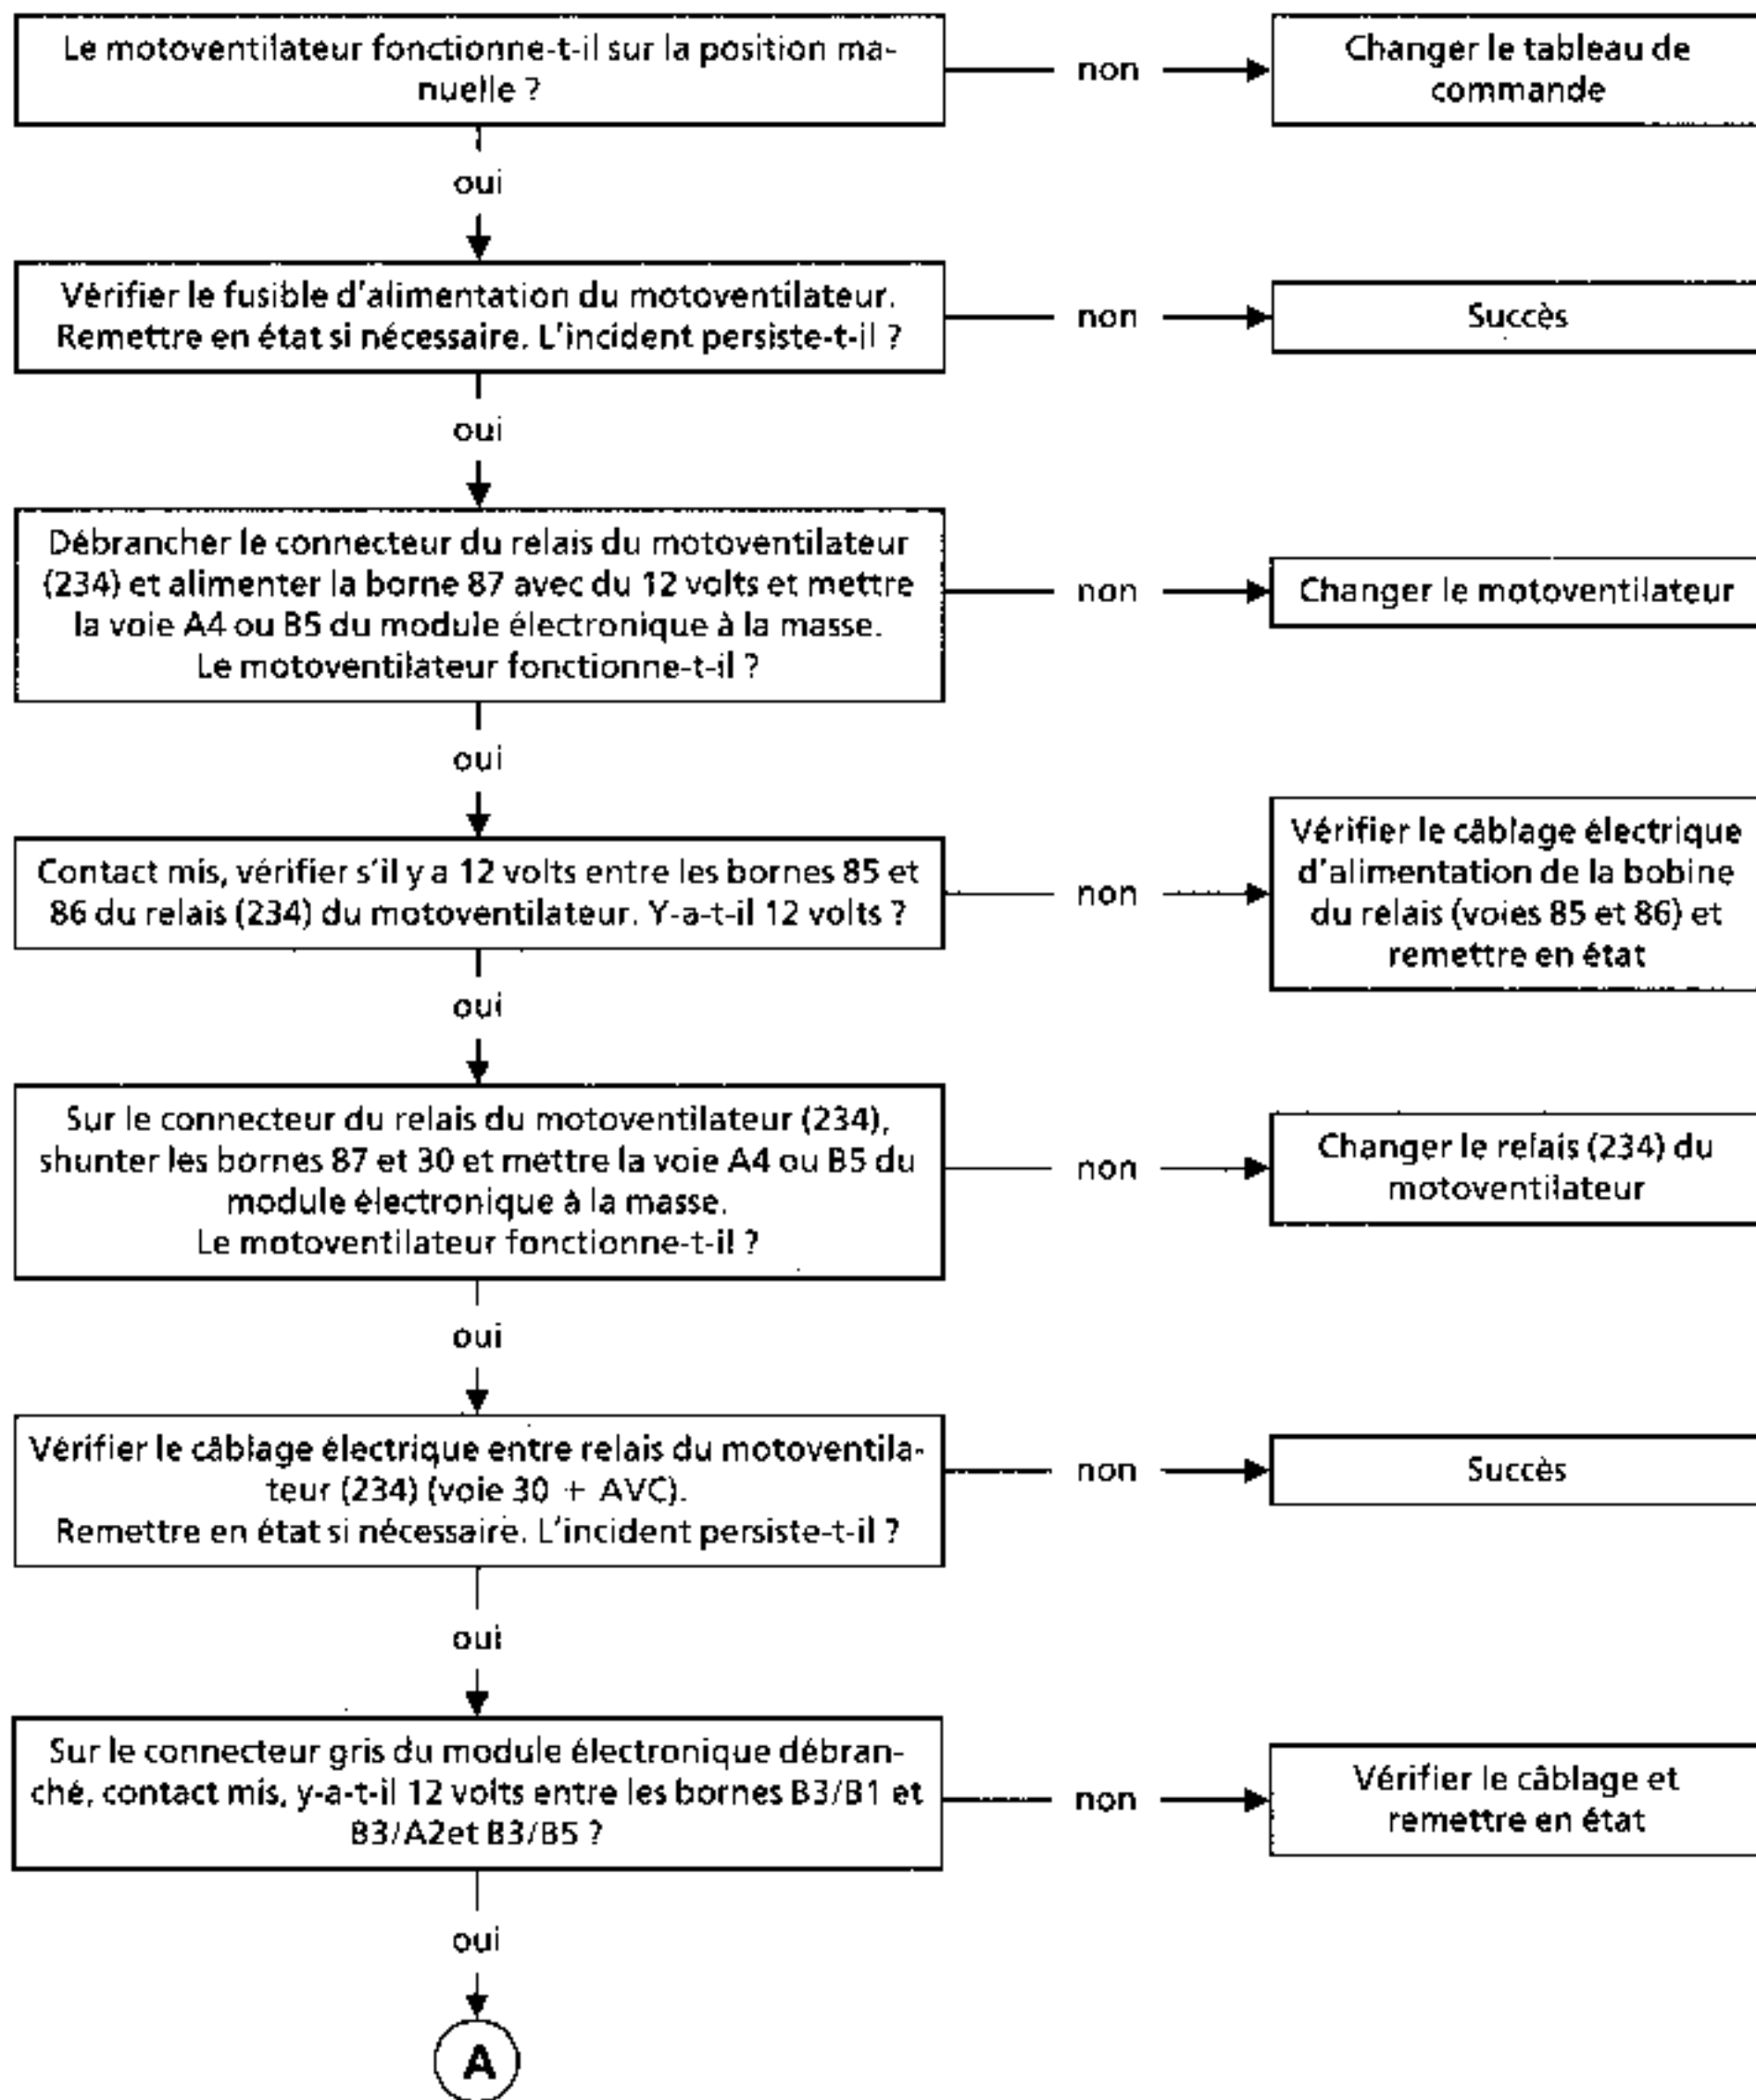 Le motoventilateur fonctionne-t-il sur la position ma-
nuelle ?
non
Changer le tableau de
commande
oui
Vérifier le fusible d'alimentation du motoventilateur.
Remettre en état si nécessaire. L'incident persiste-t-il ?
non
Succès
oui
Débrancher le connecteur du relais du motoventilateur
(234) et alimenter la borne 87 avec du 12 volts et mettre
la voie A4 ou B5 du module électronique à la masse.
Le motoventilateur fonctionne-t-il ?
non
Changer le motoventilateur
oui
Contact mis, vérifier s'il y a 12 volts entre les bornes 85 et
86 du relais (234) du motoventilateur. Y-a-t-il 12 volts ?
non
Vérifier le câblage électrique
d'alimentation de la bobine
du relais (voies 85 et 86) et
remettre en état
oui
Sur le connecteur du relais du motoventilateur (234),
shunter les bornes 87 et 30 et mettre la voie A4 ou B5 du
module électronique à la masse.
Le motoventilateur fonctionne-t-il ?
non
Changer le relais (234) du
motoventilateur
oui
Vérifier le câblage électrique entre relais du motoventila-
teur (234) (voie 30 + AVC).
Remettre en état si nécessaire. L'incident persiste-t-il ?
non
Succès
oui
Sur le connecteur gris du module électronique débran-
ché, contact mis, y-a-t-il 12 volts entre les bornes B3/B1 et
B3/A2et B3/B5 ?
non
Vérifier le câblage et
remettre en état
oui
A